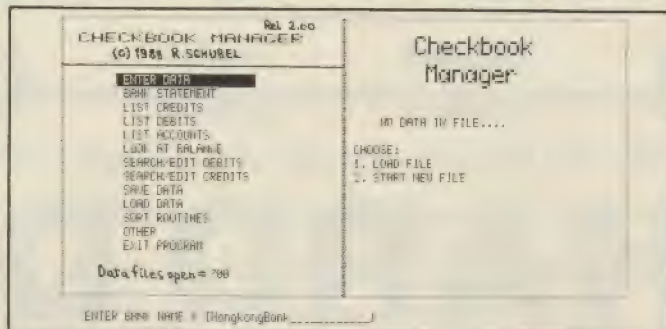 Rel 2.00
CHECKBOOK MANAGER
(c) 1988 R.SCHUBEL
ENTER DATA
BANK STATEMENT
LIST CREDITS
LIST DEBITS
LIST ACCOUNTS
LOOK AT BALANCE
SEARCH/EDIT DEBITS
SEARCH/EDIT CREDITS
SAVE DATA
LOAD DATA
SORT ROUTINES
OTHER
EXIT PROGRAM
Data files open = 700
Checkbook
Manager
NO DATA IN FILE....
CHOOSE:
1. LOAD FILE
2. START NEW FILE
ENTER BANK NAME : [HongkongBank____________]